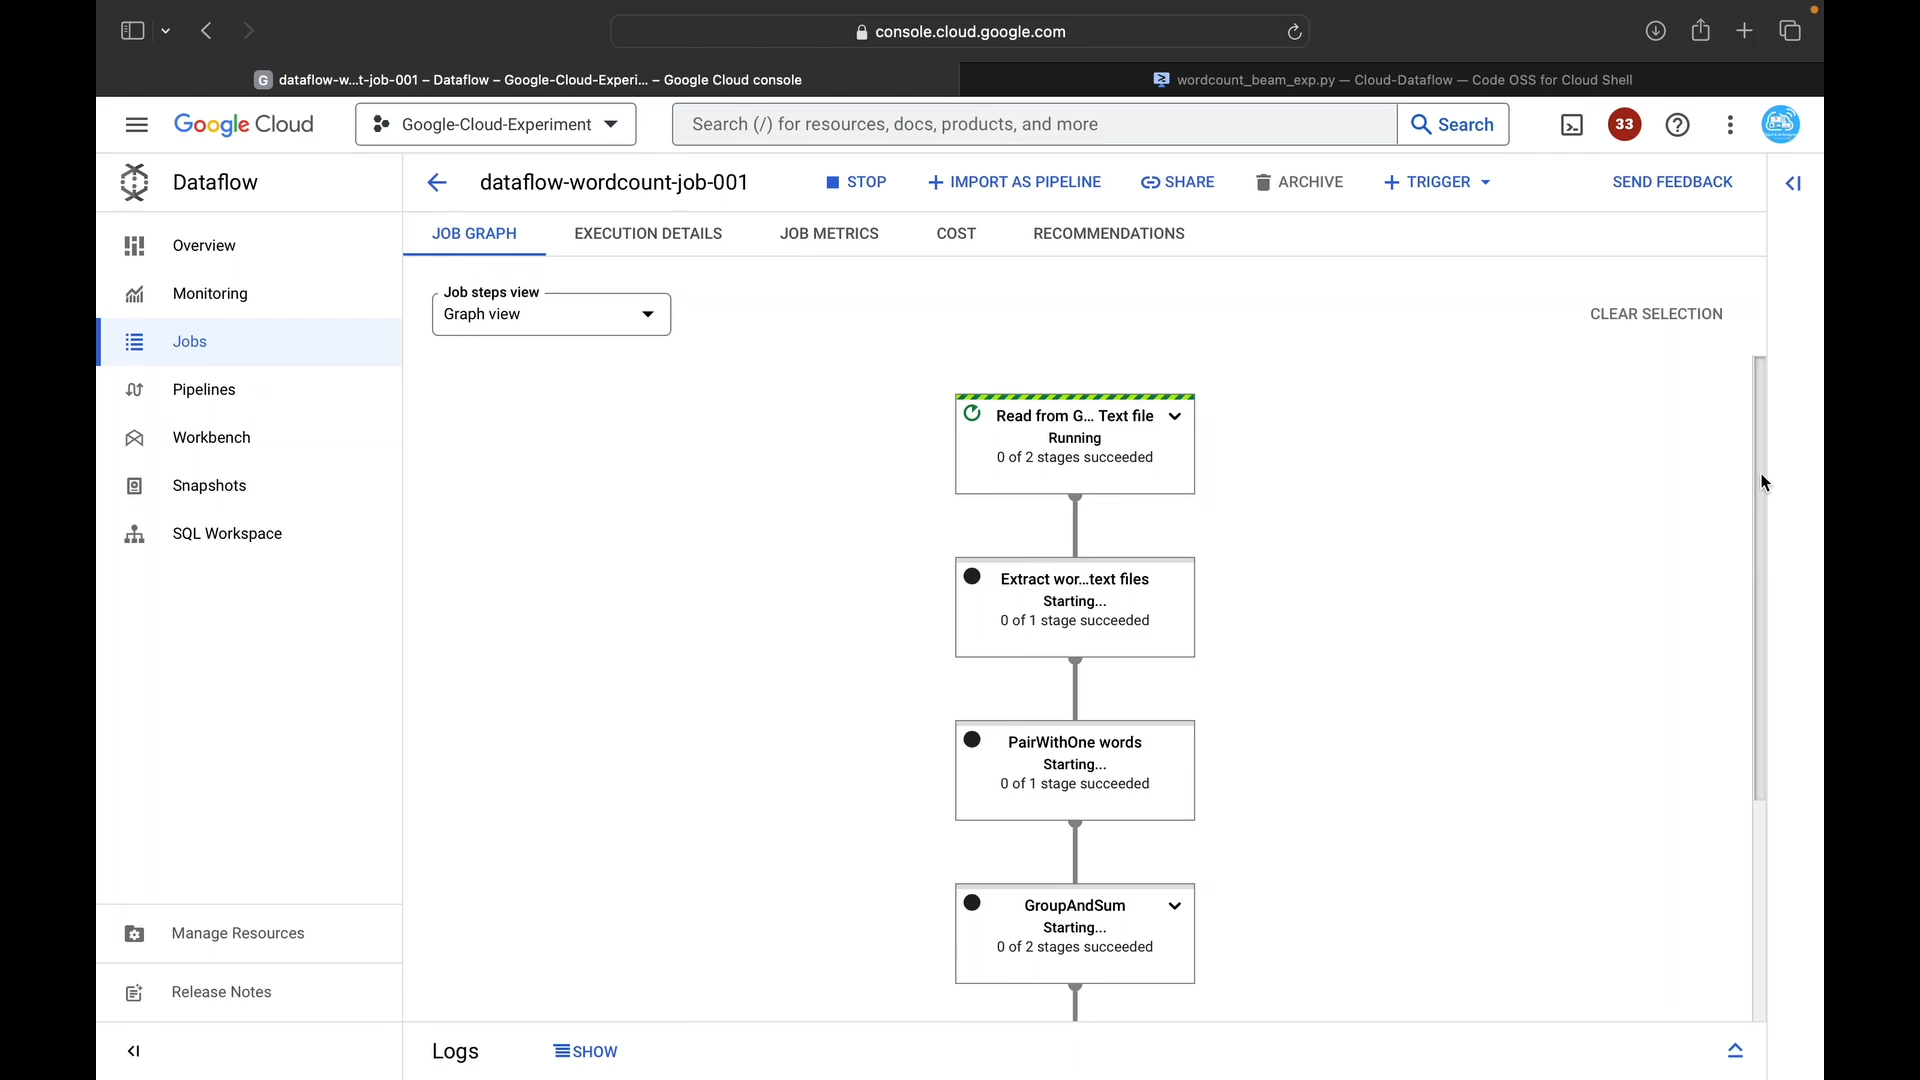 console.cloud.google.com
G dataflow-w...t-job-001 – Dataflow – Google-Cloud-Experi... – Google Cloud console
wordcount_beam_exp.py — Cloud-Dataflow — Code OSS for Cloud Shell
Google Cloud
Google-Cloud-Experiment
Search (/) for resources, docs, products, and more
Search
33
Dataflow
dataflow-wordcount-job-001
STOP
IMPORT AS PIPELINE
SHARE
ARCHIVE
TRIGGER
SEND FEEDBACK
Overview
Monitoring
Jobs
Pipelines
Workbench
Snapshots
SQL Workspace
Manage Resources
Release Notes
JOB GRAPH
EXECUTION DETAILS
JOB METRICS
COST
RECOMMENDATIONS
Job steps view
Graph view
CLEAR SELECTION
Read from G... Text file
Running
0 of 2 stages succeeded
Extract wor...text files
Starting...
0 of 1 stage succeeded
PairWithOne words
Starting...
0 of 1 stage succeeded
GroupAndSum
Starting...
0 of 2 stages succeeded
Logs
SHOW